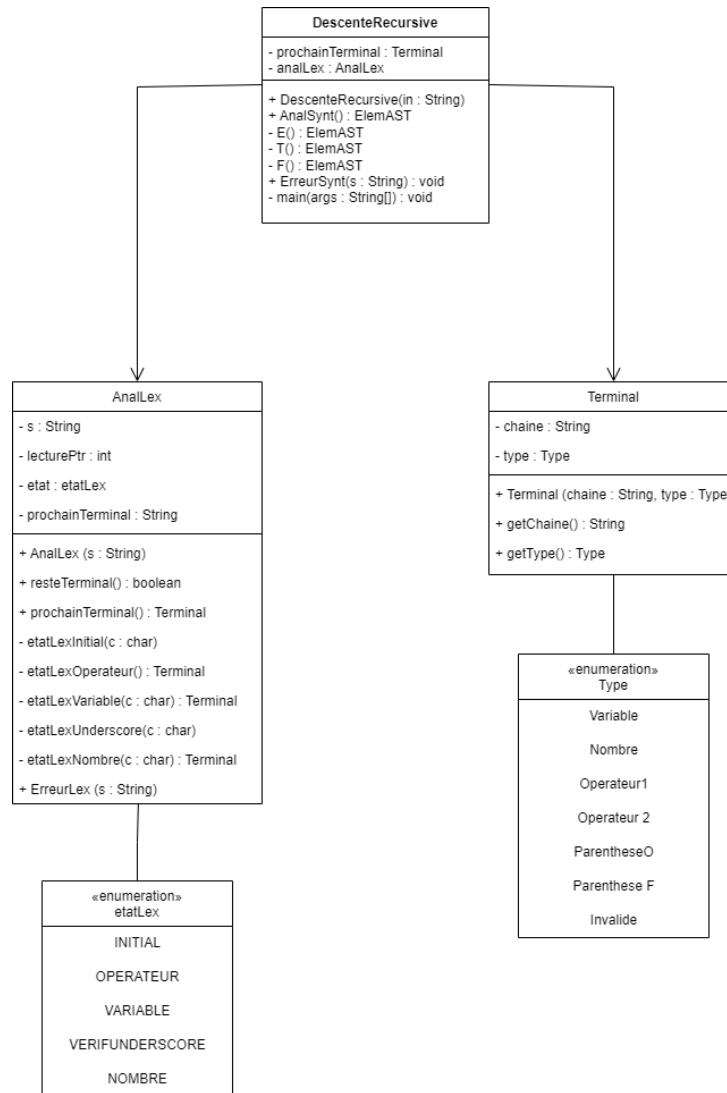 DescenteRecursive
- prochainTerminal : Terminal
- analLex : AnalLex
+ DescenteRecursive(in : String)
+ AnalSynt() : ElemAST
- E() : ElemAST
- T() : ElemAST
- F() : ElemAST
+ ErreurSynt(s : String) : void
- main(args : String[]) : void
AnalLex
- s : String
- lecturePtr : int
- etat : etatLex
- prochainTerminal : String
+ AnalLex (s : String)
+ resteTerminal() : boolean
+ prochainTerminal() : Terminal
- etatLexInitial(c : char)
- etatLexOperateur() : Terminal
- etatLexVariable(c : char) : Terminal
- etatLexUnderscore(c : char)
- etatLexNombre(c : char) : Terminal
+ ErreurLex (s : String)
«enumeration»
etatLex
INITIAL
OPERATEUR
VARIABLE
VERIFUNDERSCORE
NOMBRE
Terminal
- chaine : String
- type : Type
+ Terminal (chaine : String, type : Type
+ getChaine() : String
+ getType() : Type
«enumeration»
Type
Variable
Nombre
Operateur1
Operateur 2
ParentheseO
Parenthese F
Invalide